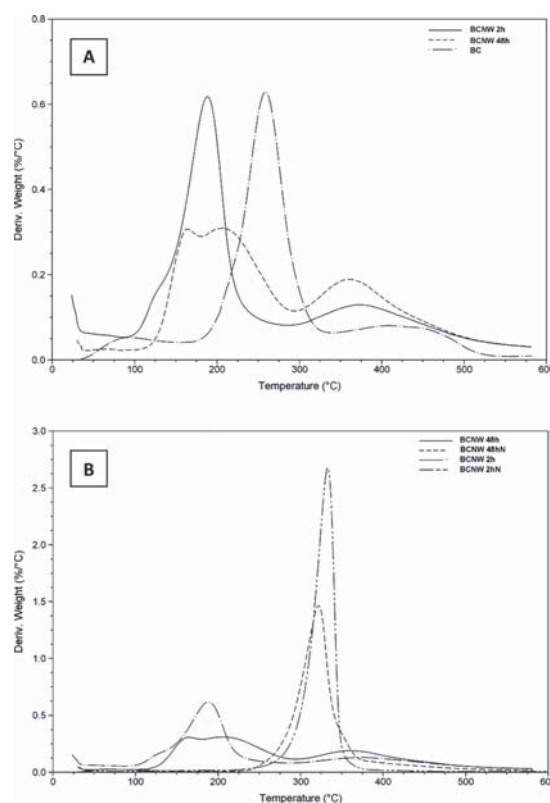 A
BCNW 2h
BCNW 48h
BC
Deriv. Weight (%/°C)
0.8
0.6
0.4
0.2
0.0
0 100 200 300 400 500 600
Temperature (°C)
B
BCNW 48h
BCNW 48hN
BCNW 2h
BCNW 2hN
Deriv. Weight (%/°C)
3.0
2.5
2.0
1.5
1.0
0.5
0.0
0 100 200 300 400 500 600
Temperature (°C)